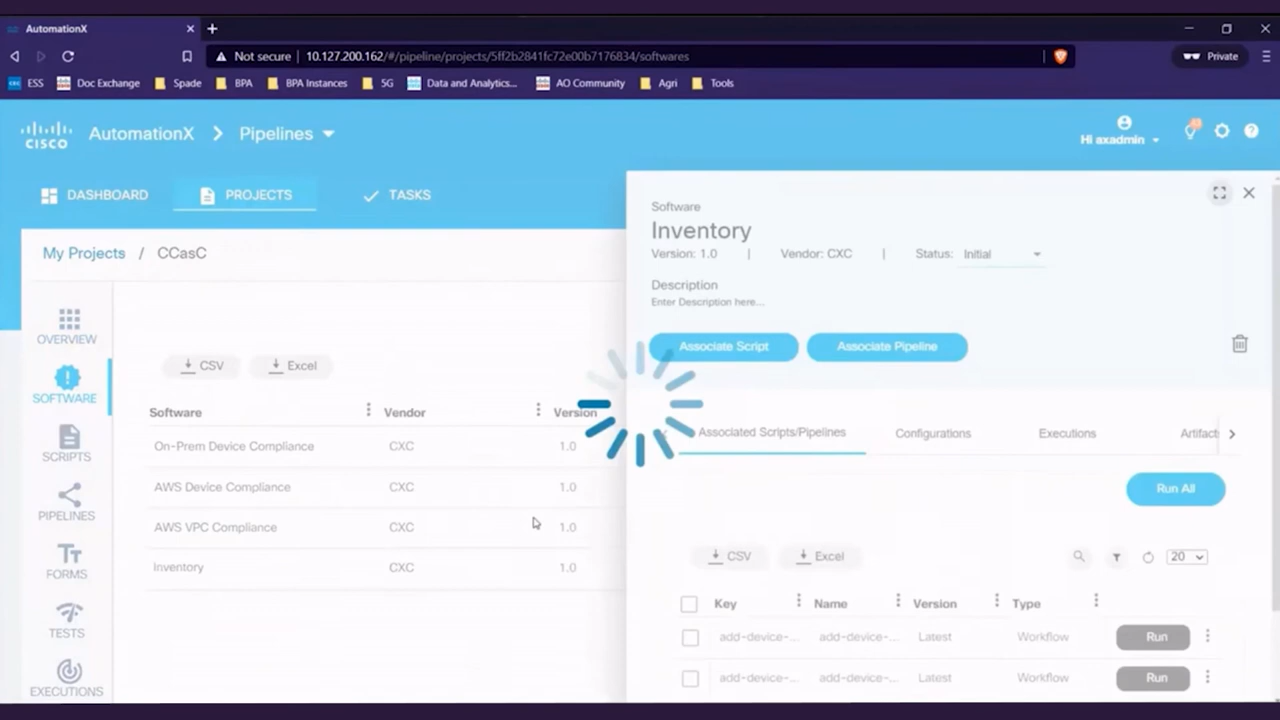 AutomationX
Not secure
10.127.200.162/#/pipeline/projects/5ff2b2841fc72e00b7176834/softwares
Private
ESS
Doc Exchange
Spade
BPA
BPA Instances
5G
Data and Analytics...
AO Community
Agri
Tools
CISCO
AutomationX
Pipelines
Hi axadmin
DASHBOARD
PROJECTS
TASKS
My Projects / CCasC
OVERVIEW
SOFTWARE
SCRIPTS
PIPELINES
FORMS
TESTS
EXECUTIONS
CSV
Excel
Software Vendor Version
On-Prem Device Compliance CXC 1.0
AWS Device Compliance CXC 1.0
AWS VPC Compliance CXC 1.0
Inventory CXC 1.0
Software
Inventory
Version: 1.0 | Vendor: CXC | Status: Initial
Description
Enter Description here...
Associate Script
Associate Pipeline
Associated Scripts/Pipelines
Configurations
Executions
Artifact
Run All
CSV
Excel
20
Key Name Version Type
add-device-... add-device-... Latest Workflow Run
add-device-... add-device-... Latest Workflow Run